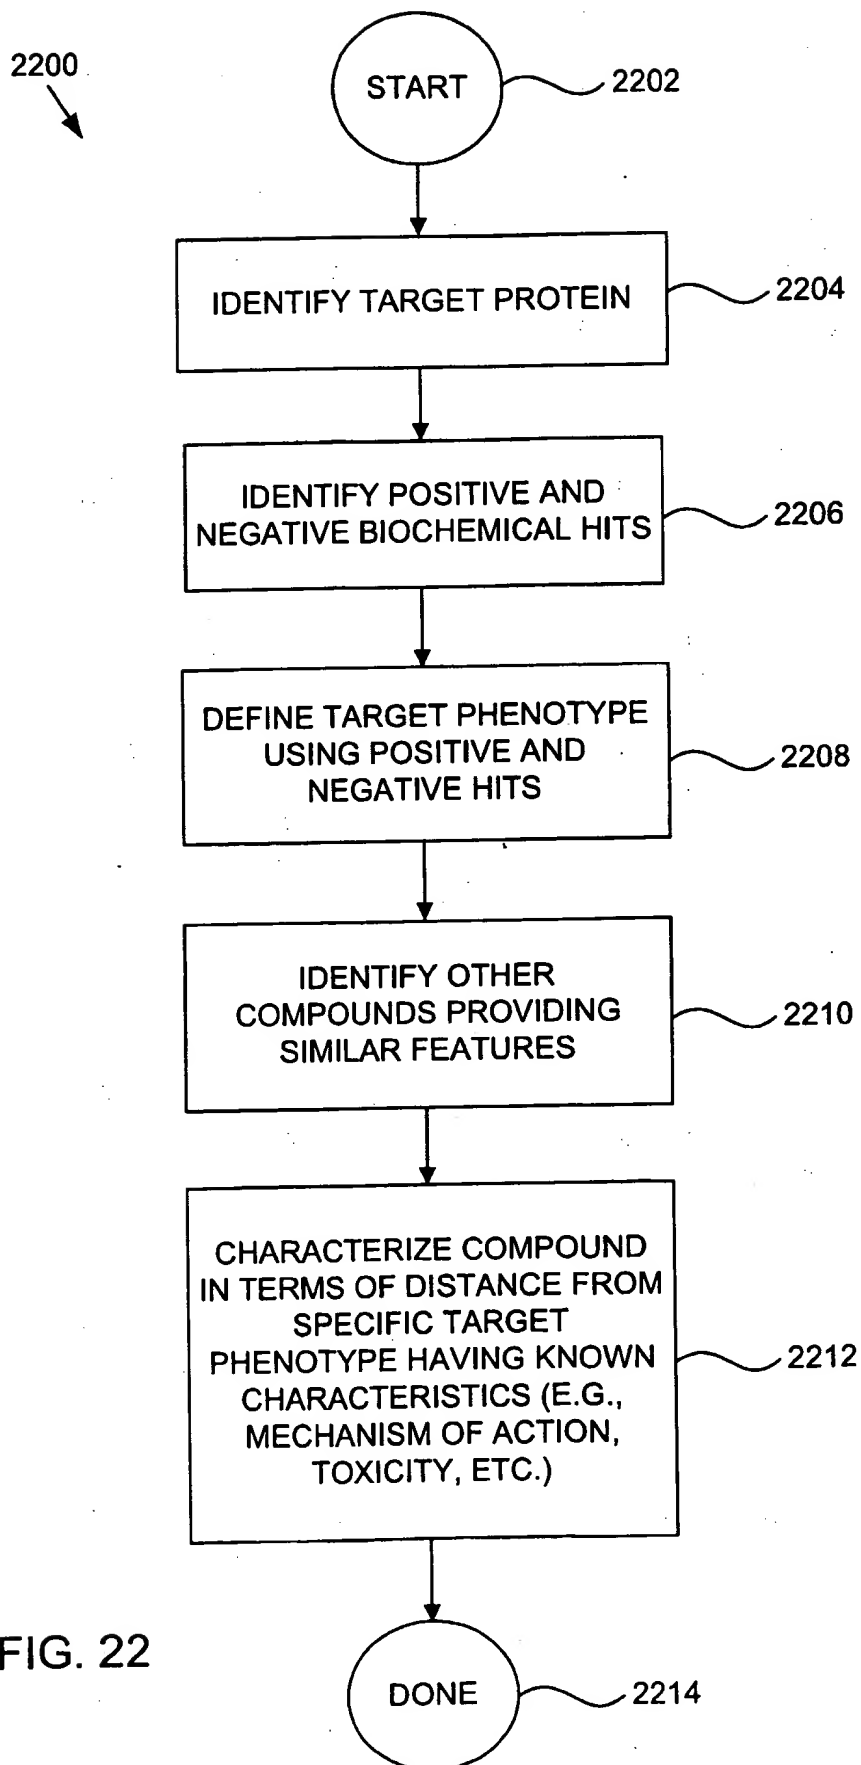 2200
START
2202
IDENTIFY TARGET PROTEIN
2204
IDENTIFY POSITIVE AND
NEGATIVE BIOCHEMICAL HITS
2206
DEFINE TARGET PHENOTYPE
USING POSITIVE AND
NEGATIVE HITS
2208
IDENTIFY OTHER
COMPOUNDS PROVIDING
SIMILAR FEATURES
2210
CHARACTERIZE COMPOUND
IN TERMS OF DISTANCE FROM
SPECIFIC TARGET
PHENOTYPE HAVING KNOWN
CHARACTERISTICS (E.G.,
MECHANISM OF ACTION,
TOXICITY, ETC.)
2212
FIG. 22
DONE
2214